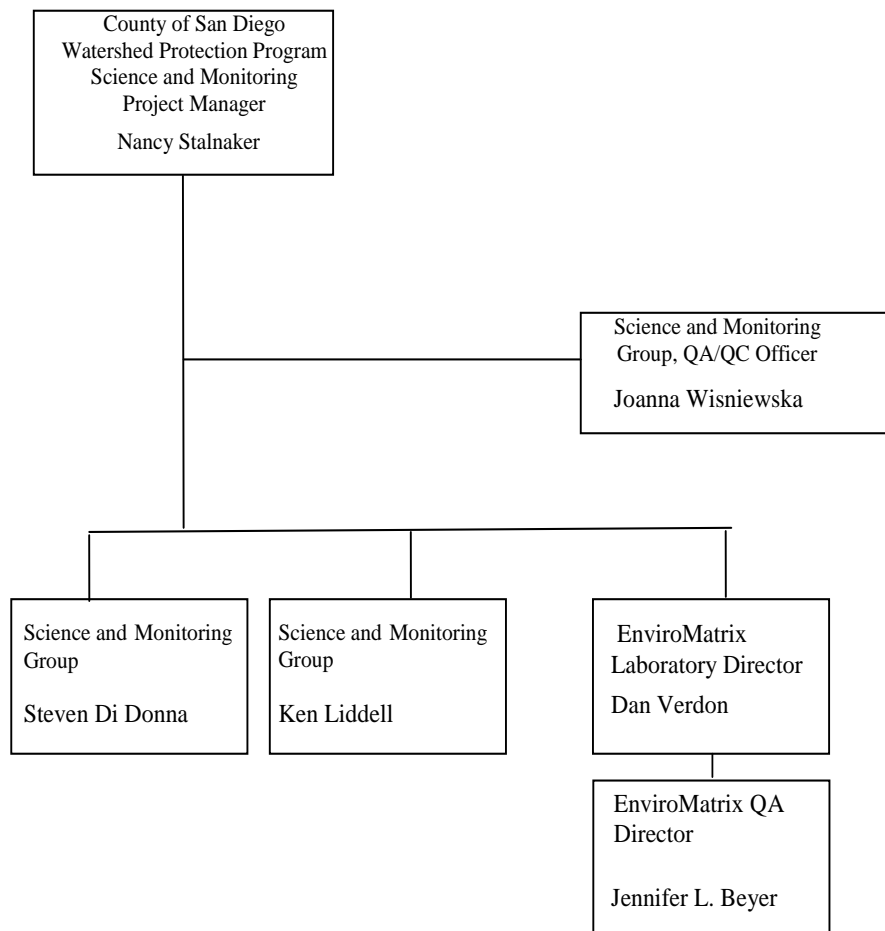 County of San Diego
Watershed Protection Program
Science and Monitoring
Project Manager
Nancy Stalnaker
Science and Monitoring
Group, QA/QC Officer
Joanna Wisniewska
Science and Monitoring
Group
Steven Di Donna
Science and Monitoring
Group
Ken Liddell
EnviroMatrix
Laboratory Director
Dan Verdon
EnviroMatrix QA
Director
Jennifer L. Beyer